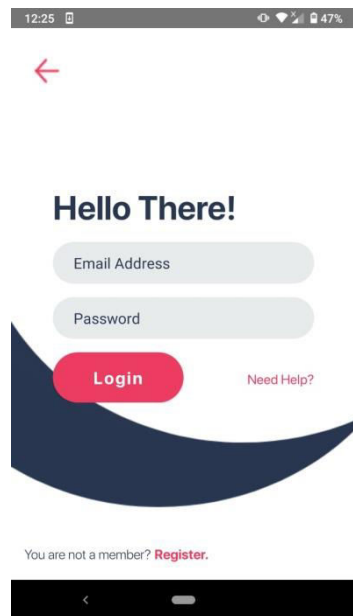 12:25 47%
Hello There!
Email Address
Password
Login Need Help?
You are not a member? Register.